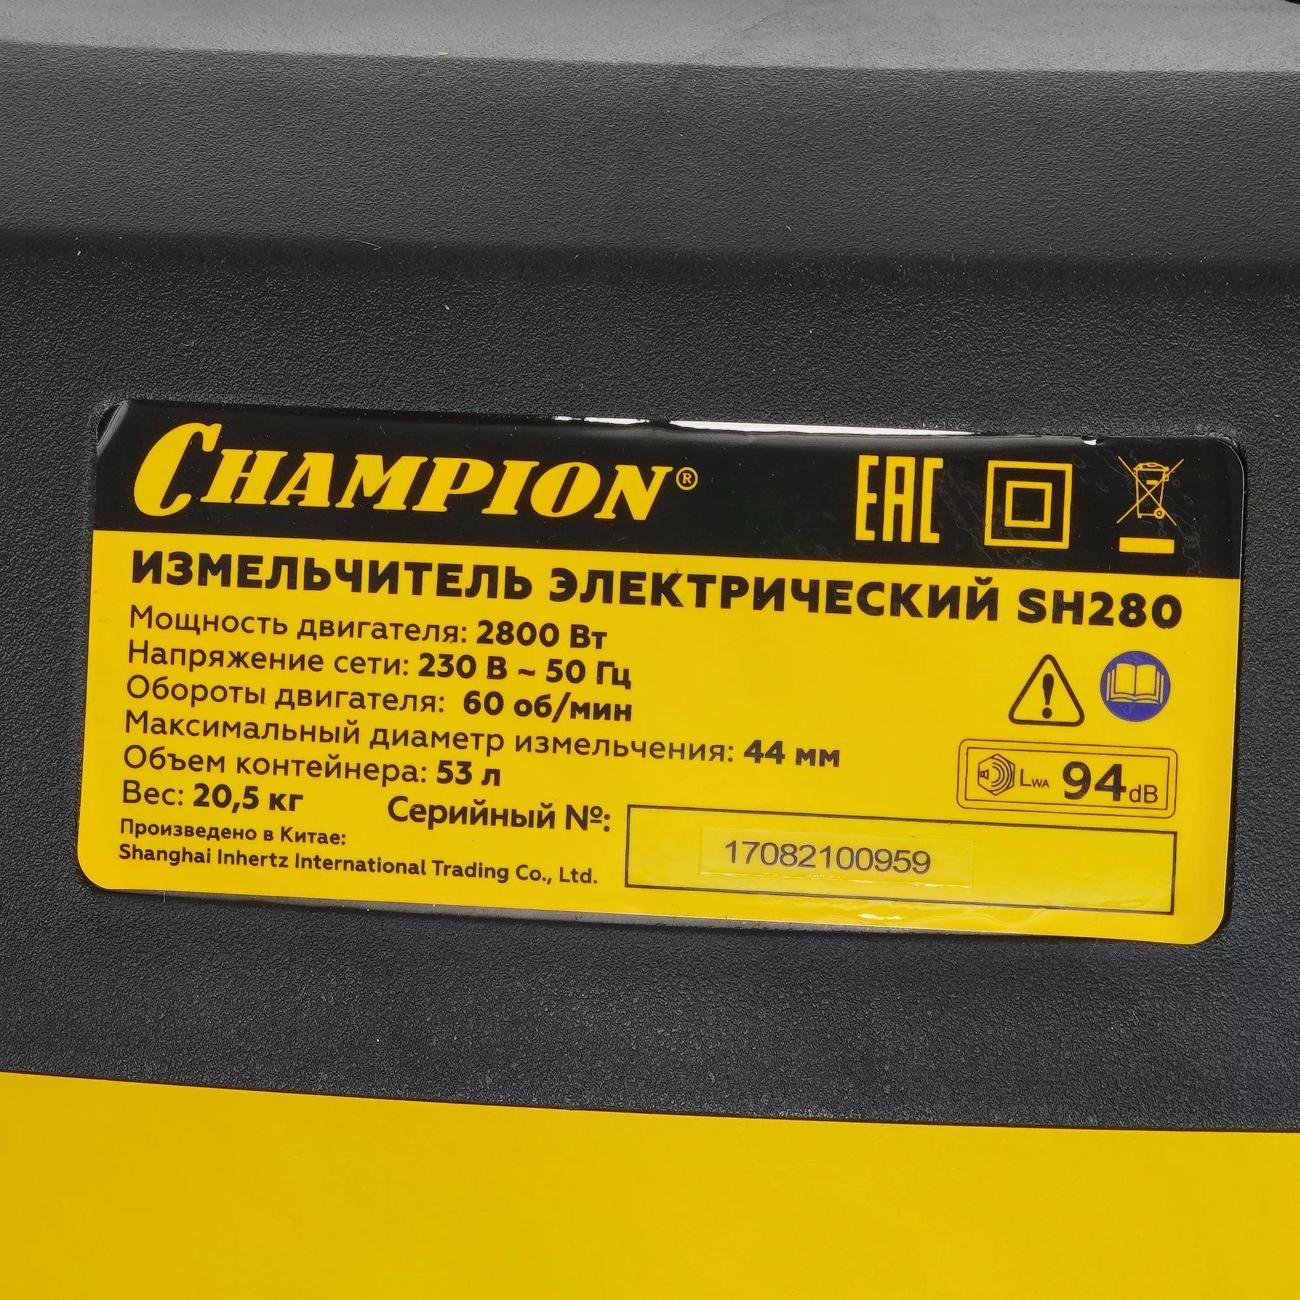 CHAMPION®
EAC
ИЗМЕЛЬЧИТЕЛЬ ЭЛЕКТРИЧЕСКИЙ SH280
Мощность двигателя: 2800 Вт
Напряжение сети: 230 В ~ 50 Гц
Обороты двигателя: 60 об/мин
Максимальный диаметр измельчения: 44 мм
Объем контейнера: 53 л
Вес: 20,5 кг
LWA 94dB
Произведено в Китае:
Shanghai Inhertz International Trading Co., Ltd.
Серийный №:
17082100959